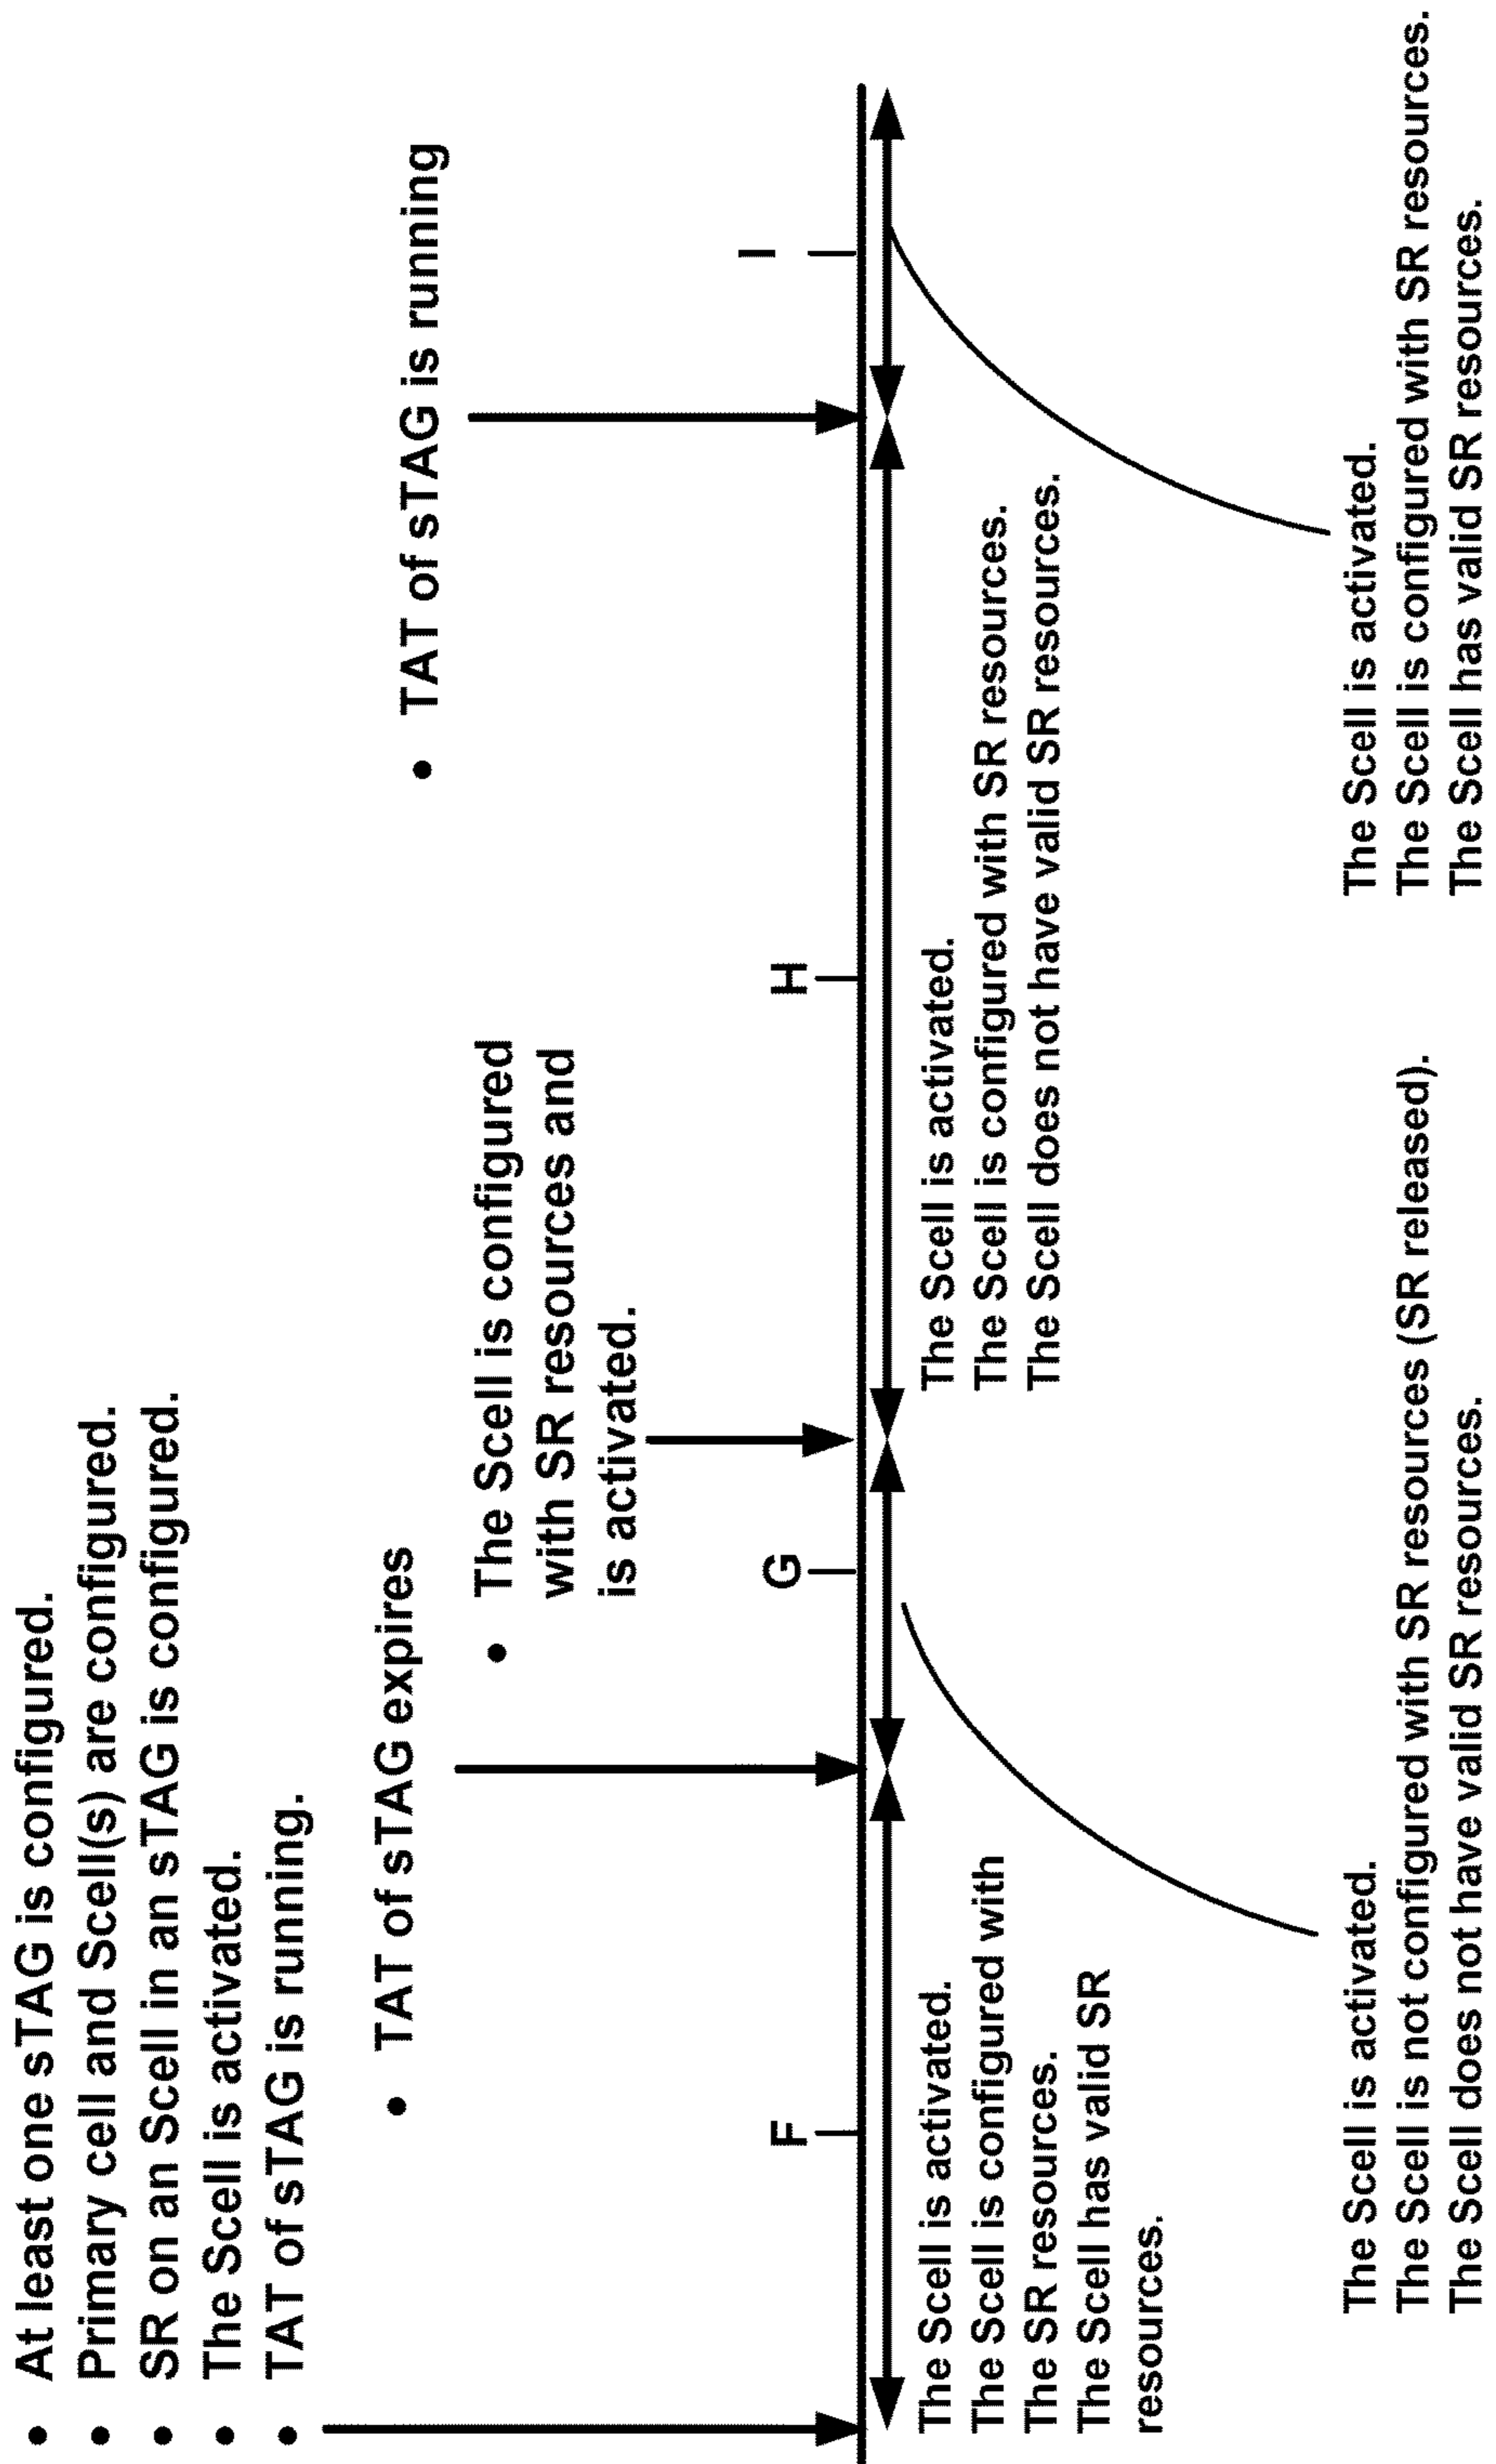 • At least one sTAG is configured.
• Primary cell and Scell(s) are configured.
• SR on an Scell in an sTAG is configured.
• The Scell is activated.
• TAT of sTAG is running.
• TAT of sTAG expires
• The Scell is configured
with SR resources and
is activated.
• TAT of sTAG is running
F
G
H
I
The Scell is activated.
The Scell is configured with
The SR resources.
The Scell has valid SR
resources.
The Scell is activated.
The Scell is configured with SR resources.
The Scell does not have valid SR resources.
The Scell is activated.
The Scell is not configured with SR resources (SR released).
The Scell does not have valid SR resources.
The Scell is activated.
The Scell is configured with SR resources.
The Scell has valid SR resources.